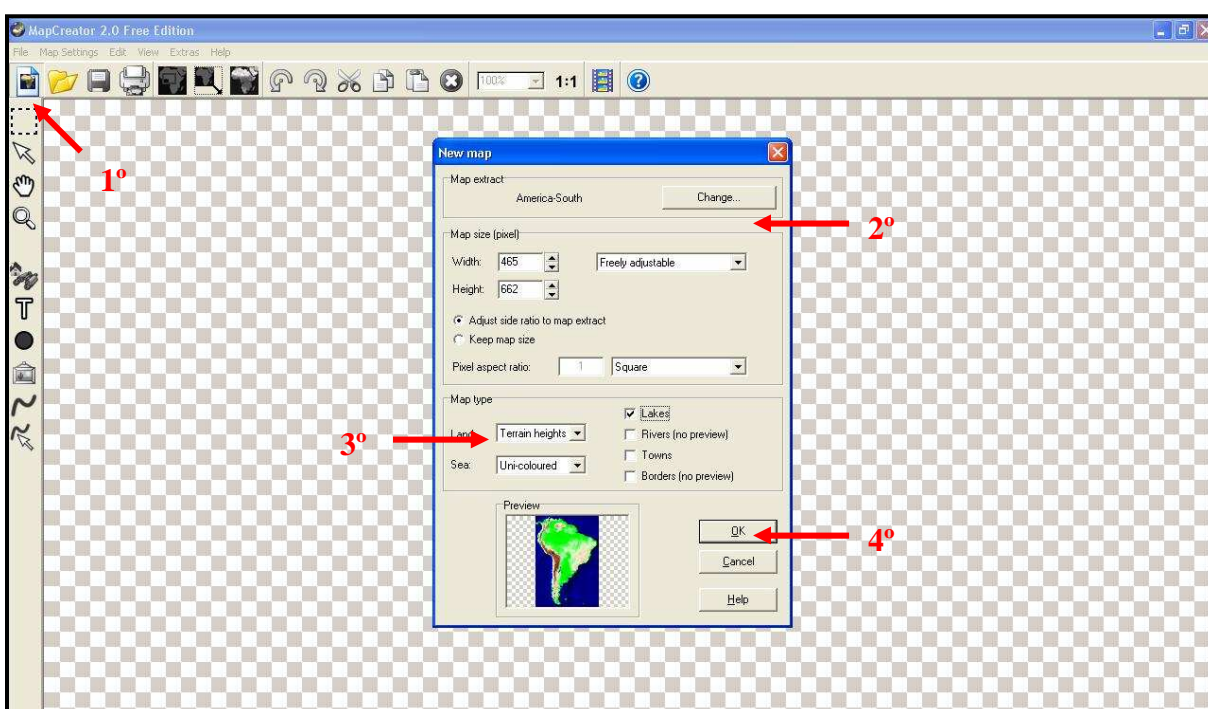 MapCreator 2.0 Free Edition
File Map Settings Edit View Extras Help
100% 1:1
1º
New map
Map extract
America-South Change...
2º
Map size (pixel)
Width: 465 Freely adjustable
Height: 662
Adjust side ratio to map extract
Keep map size
Pixel aspect ratio: 1 Square
Map type
Lakes
3º
Land: Terrain heights Rivers (no preview)
Towns
Sea: Uni-coloured
Borders (no preview)
Preview
OK
4º
Cancel
Help